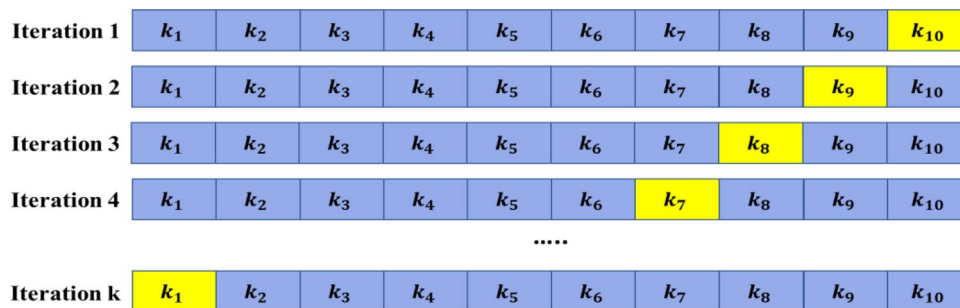 Iteration 1 k₁ k₂ k₃ k₄ k₅ k₆ k₇ k₈ k₉ k₁₀
Iteration 2 k₁ k₂ k₃ k₄ k₅ k₆ k₇ k₈ k₉ k₁₀
Iteration 3 k₁ k₂ k₃ k₄ k₅ k₆ k₇ k₈ k₉ k₁₀
Iteration 4 k₁ k₂ k₃ k₄ k₅ k₆ k₇ k₈ k₉ k₁₀
.....
Iteration k k₁ k₂ k₃ k₄ k₅ k₆ k₇ k₈ k₉ k₁₀